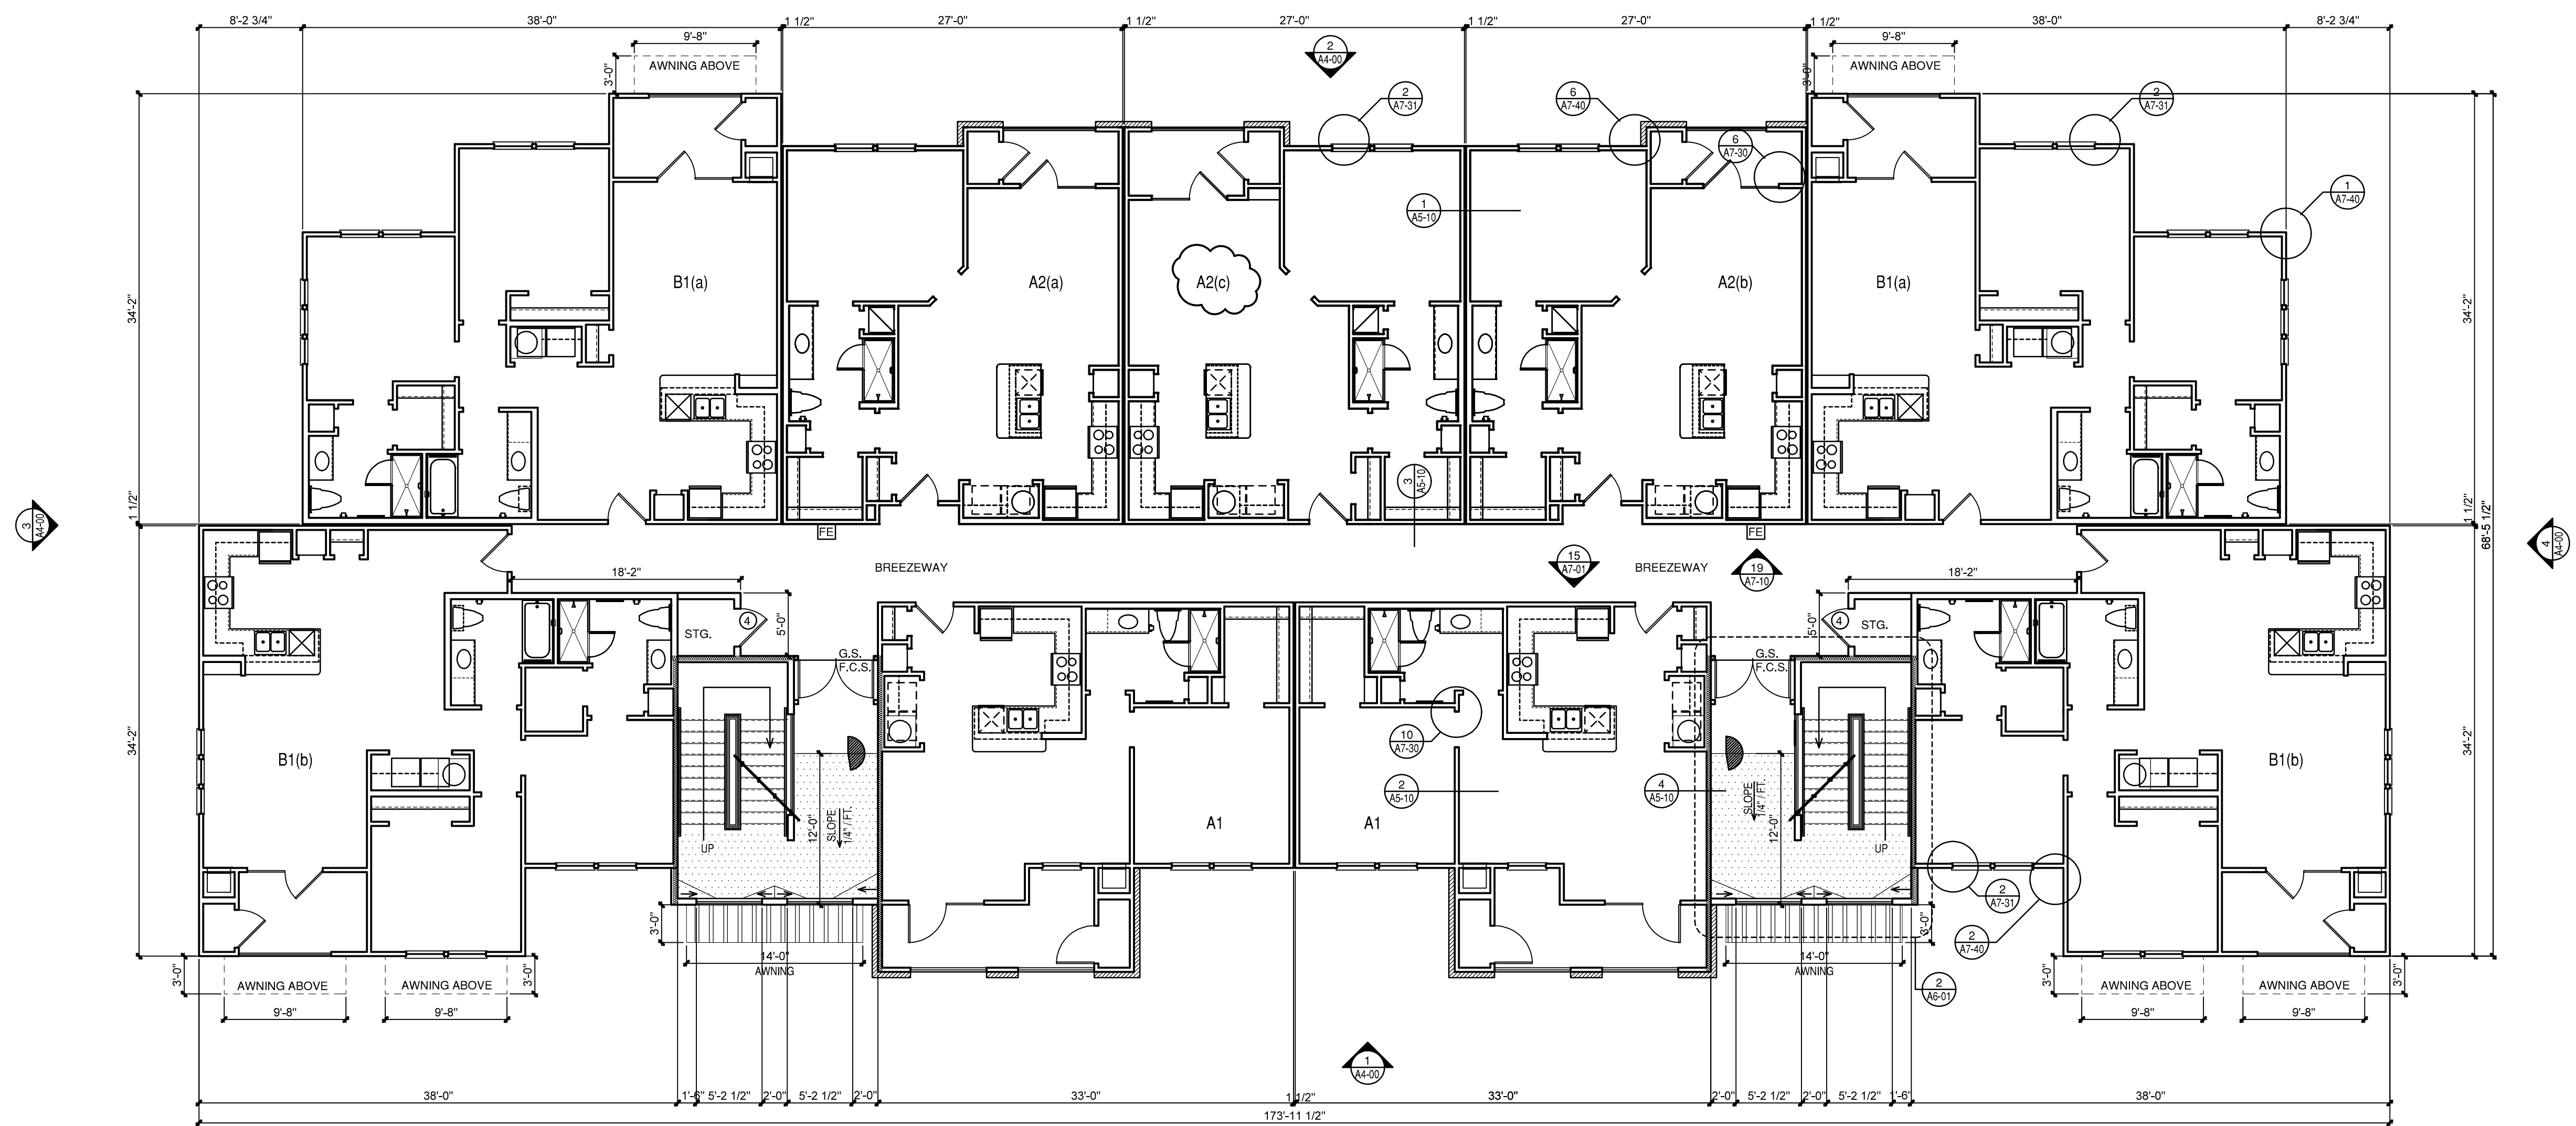 8'-2 3/4" 38'-0" 1 1/2" 27'-0" 1 1/2" 27'-0" 1 1/2" 27'-0" 1 1/2" 38'-0" 8'-2 3/4"
9'-8" 9'-8"
2
A4-00
3'-0" AWNING ABOVE 3'-0" AWNING ABOVE
2
A7-31
6
A7-40
2
A7-31
6
A7-30
1
A7-40
1
A5-10
B1(a) A2(a) A2(c) A2(b) B1(a)
34'-2" 34'-2"
3
A5-10
1 1/2" 1 1/2"
68'-5 1/2"
3
A4-00
4
A4-00
FE FE
BREEZEWAY BREEZEWAY
15
A7-01
19
A7-10
18'-2" 18'-2"
STG. 4 5'-0" 5'-0" 4 STG.
G.S. G.S.
F.C.S. F.C.S.
10
A7-30
34'-2" 34'-2"
B1(b) B1(b)
2
A5-10
4
A5-10
12'-0" SLOPE
1/4" / FT.
SLOPE
1/4" / FT.
12'-0"
A1 A1
UP UP
2
A7-31
2
A7-40
3'-0" 3'-0"
14'-0" 14'-0"
AWNING AWNING
3'-0" AWNING ABOVE AWNING ABOVE 3'-0" 3'-0" AWNING ABOVE AWNING ABOVE 3'-0"
2
A6-01
9'-8" 9'-8" 9'-8" 9'-8"
1
A4-00
38'-0" 1'-6" 5'-2 1/2" 2'-0" 5'-2 1/2" 2'-0" 33'-0" 1 1/2" 33'-0" 2'-0" 5'-2 1/2" 2'-0" 5'-2 1/2" 1'-6" 38'-0"
173'-11 1/2"